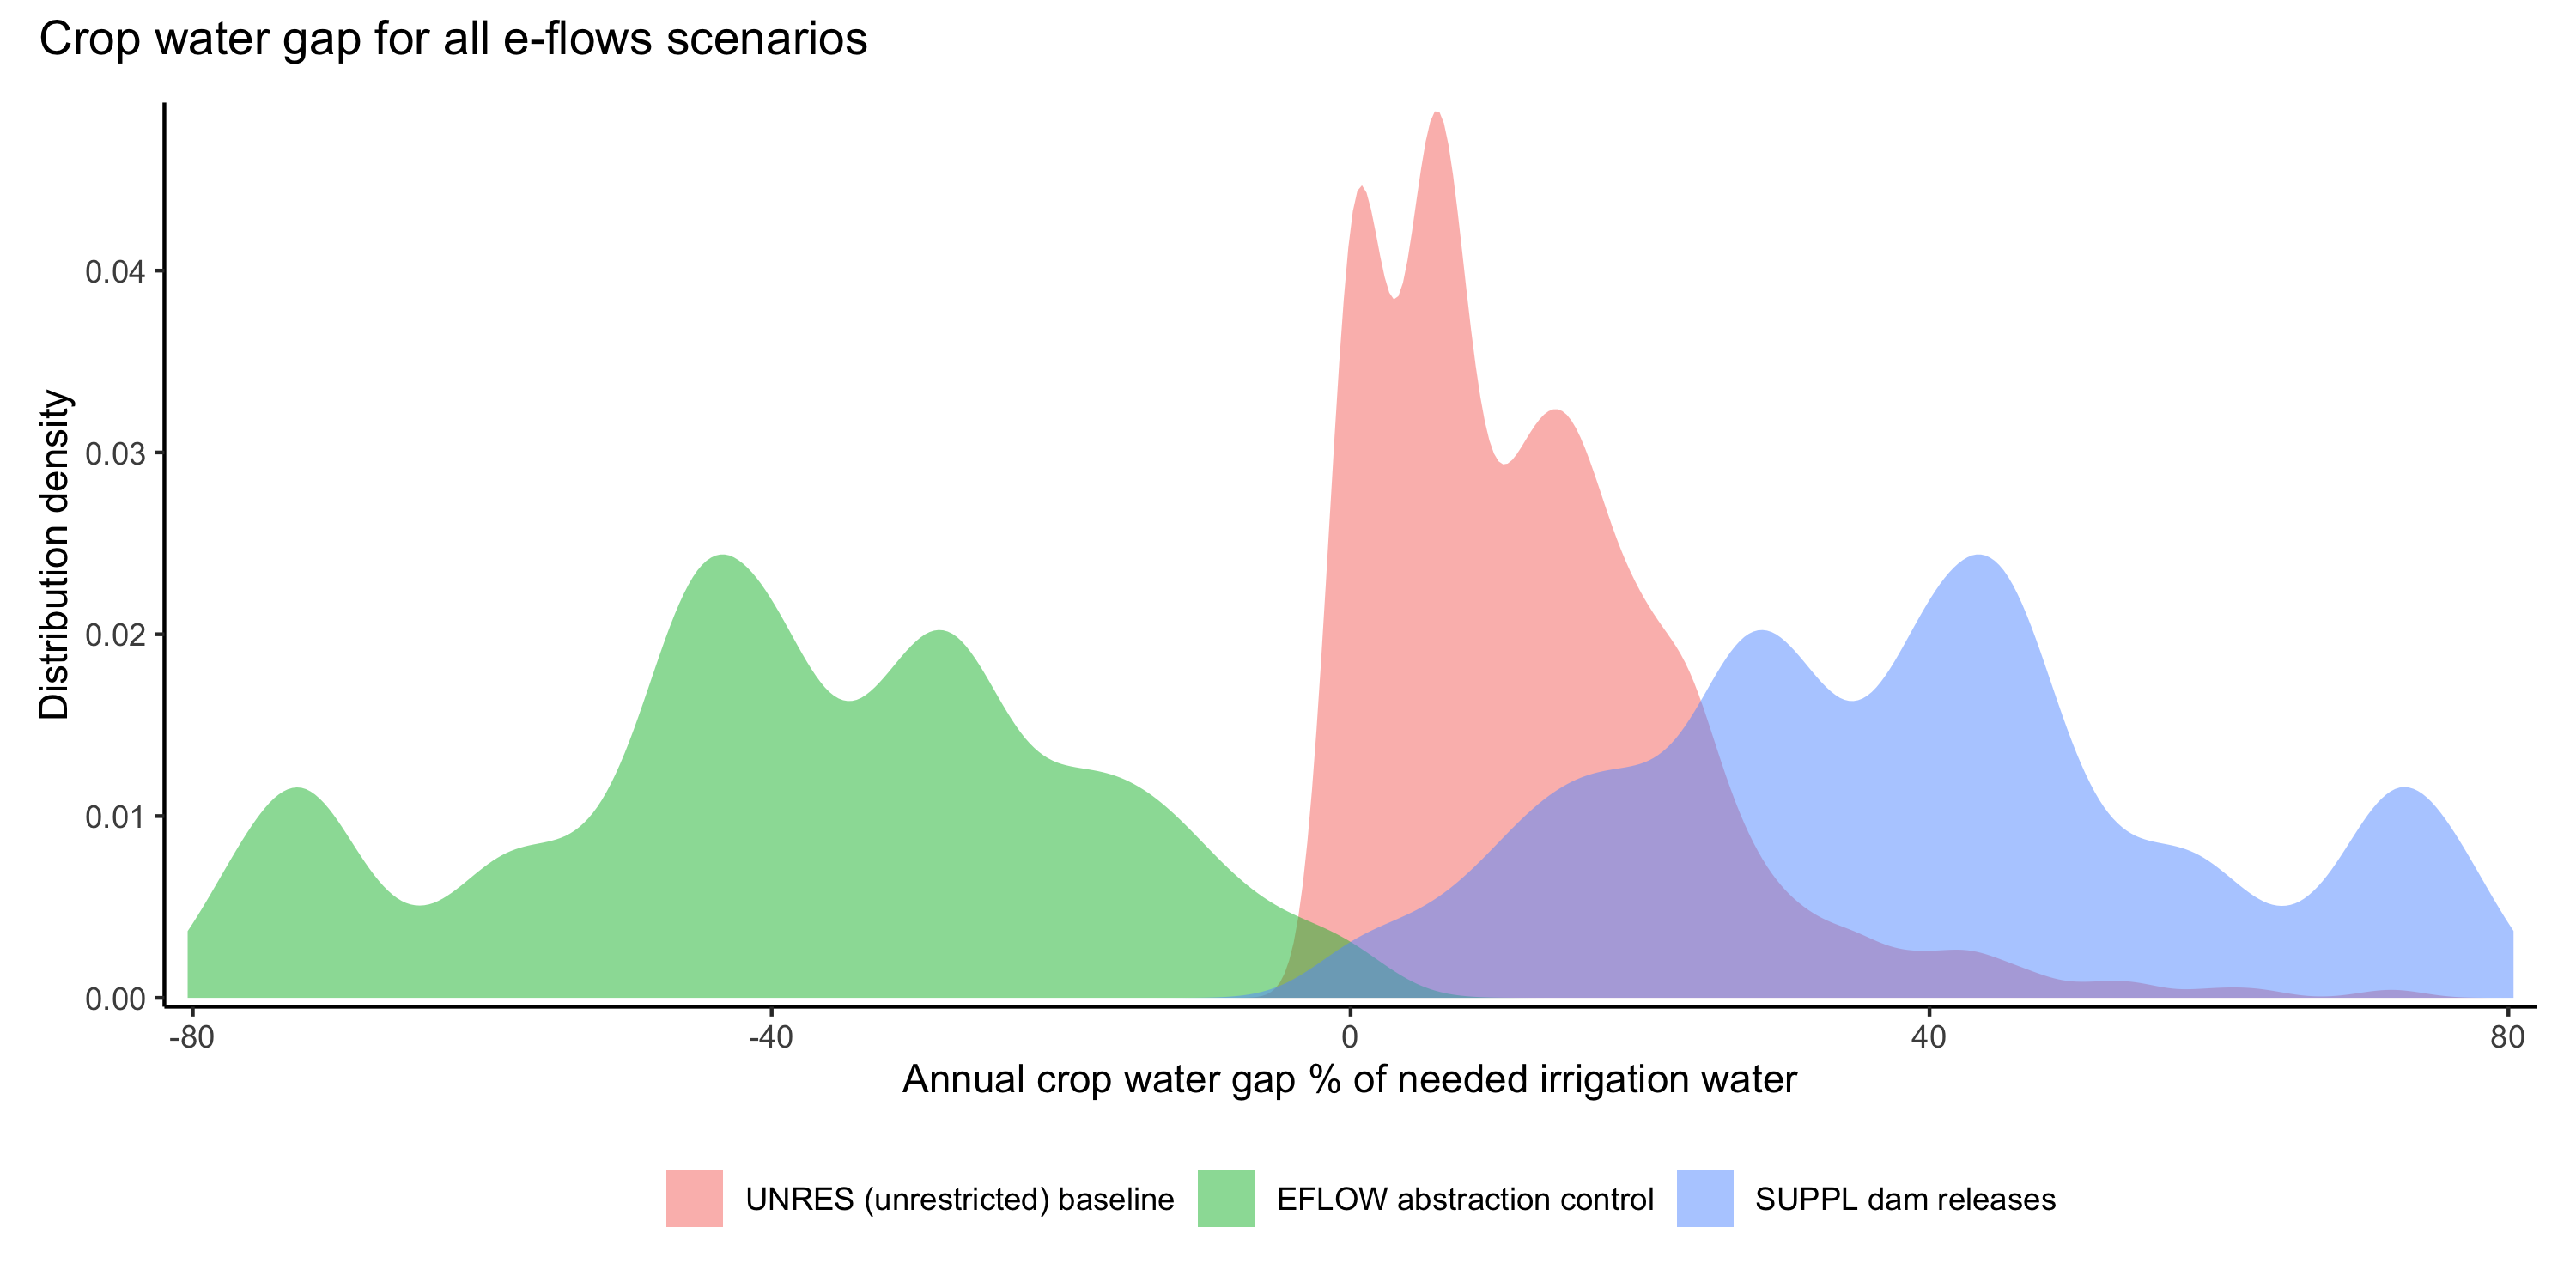 Crop water gap for all e-flows scenarios
Distribution density
0.04
0.03
0.02
0.01
0.00
-80 -40 0 40 80
Annual crop water gap % of needed irrigation water
UNRES (unrestricted) baseline EFLOW abstraction control SUPPL dam releases